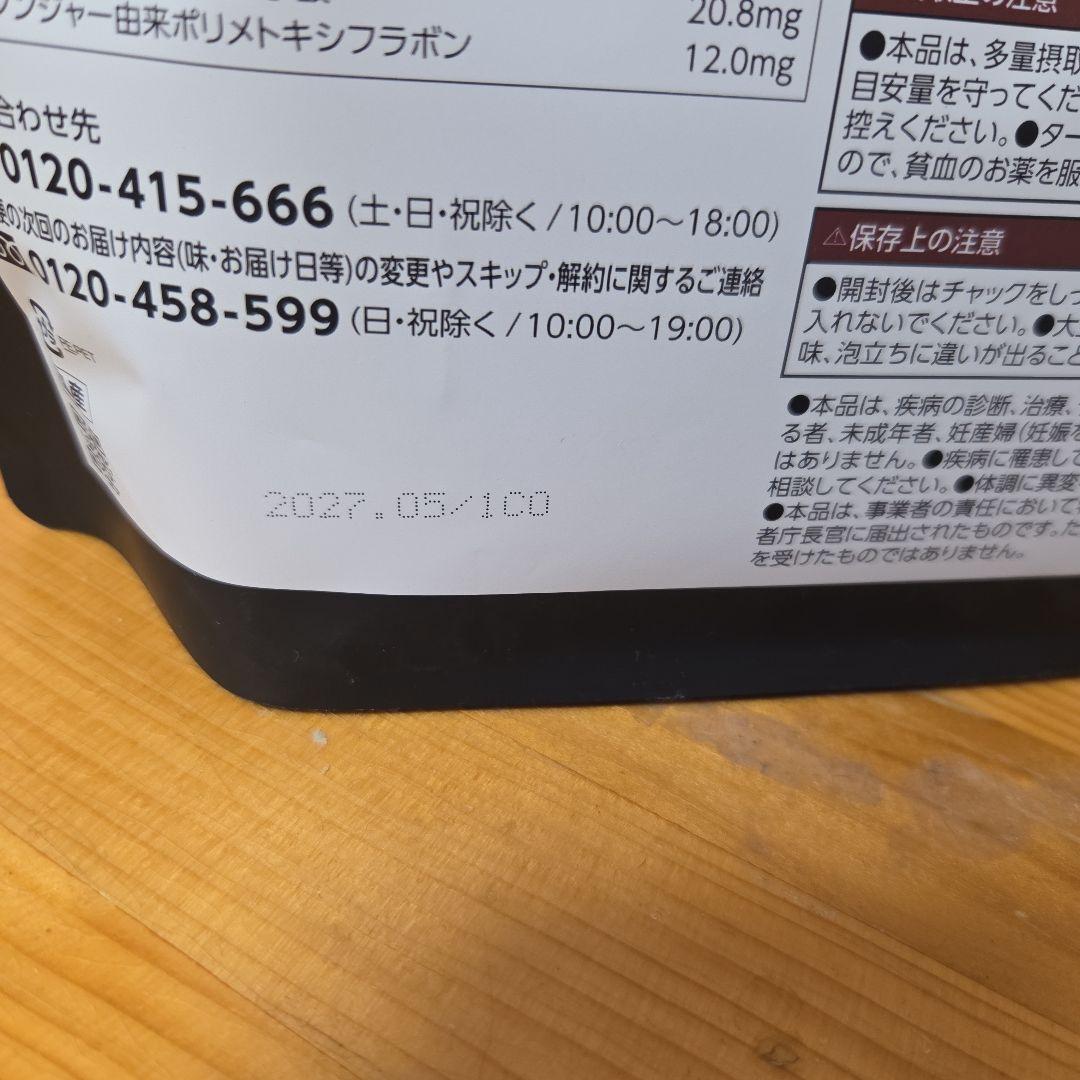 20.8mg
ンジャー由来ポリメトキシフラボン 12.0mg
合わせ先
0120-415-666 (土・日・祝除く/10:00〜18:00)
の次回のお届け内容(味・お届け日等)の変更やスキップ・解約に関するご連絡
0120-458-599 (日・祝除く/10:00〜19:00)
PET
2027.05/1C0
の注意
●本品は、多量摂取
目安量を守ってくだ
控えください。●ター
ので、貧血のお薬を服
⚠保存上の注意
●開封後はチャックをしっ
入れないでください。●大
味、泡立ちに違いが出ること
●本品は、疾病の診断、治療、
る者、未成年者、妊産婦(妊娠を
はありません。●疾病に罹患して
相談してください。●体調に異変
●本品は、事業者の責任において
者庁長官に届出されたものです。た
を受けたものではありません。